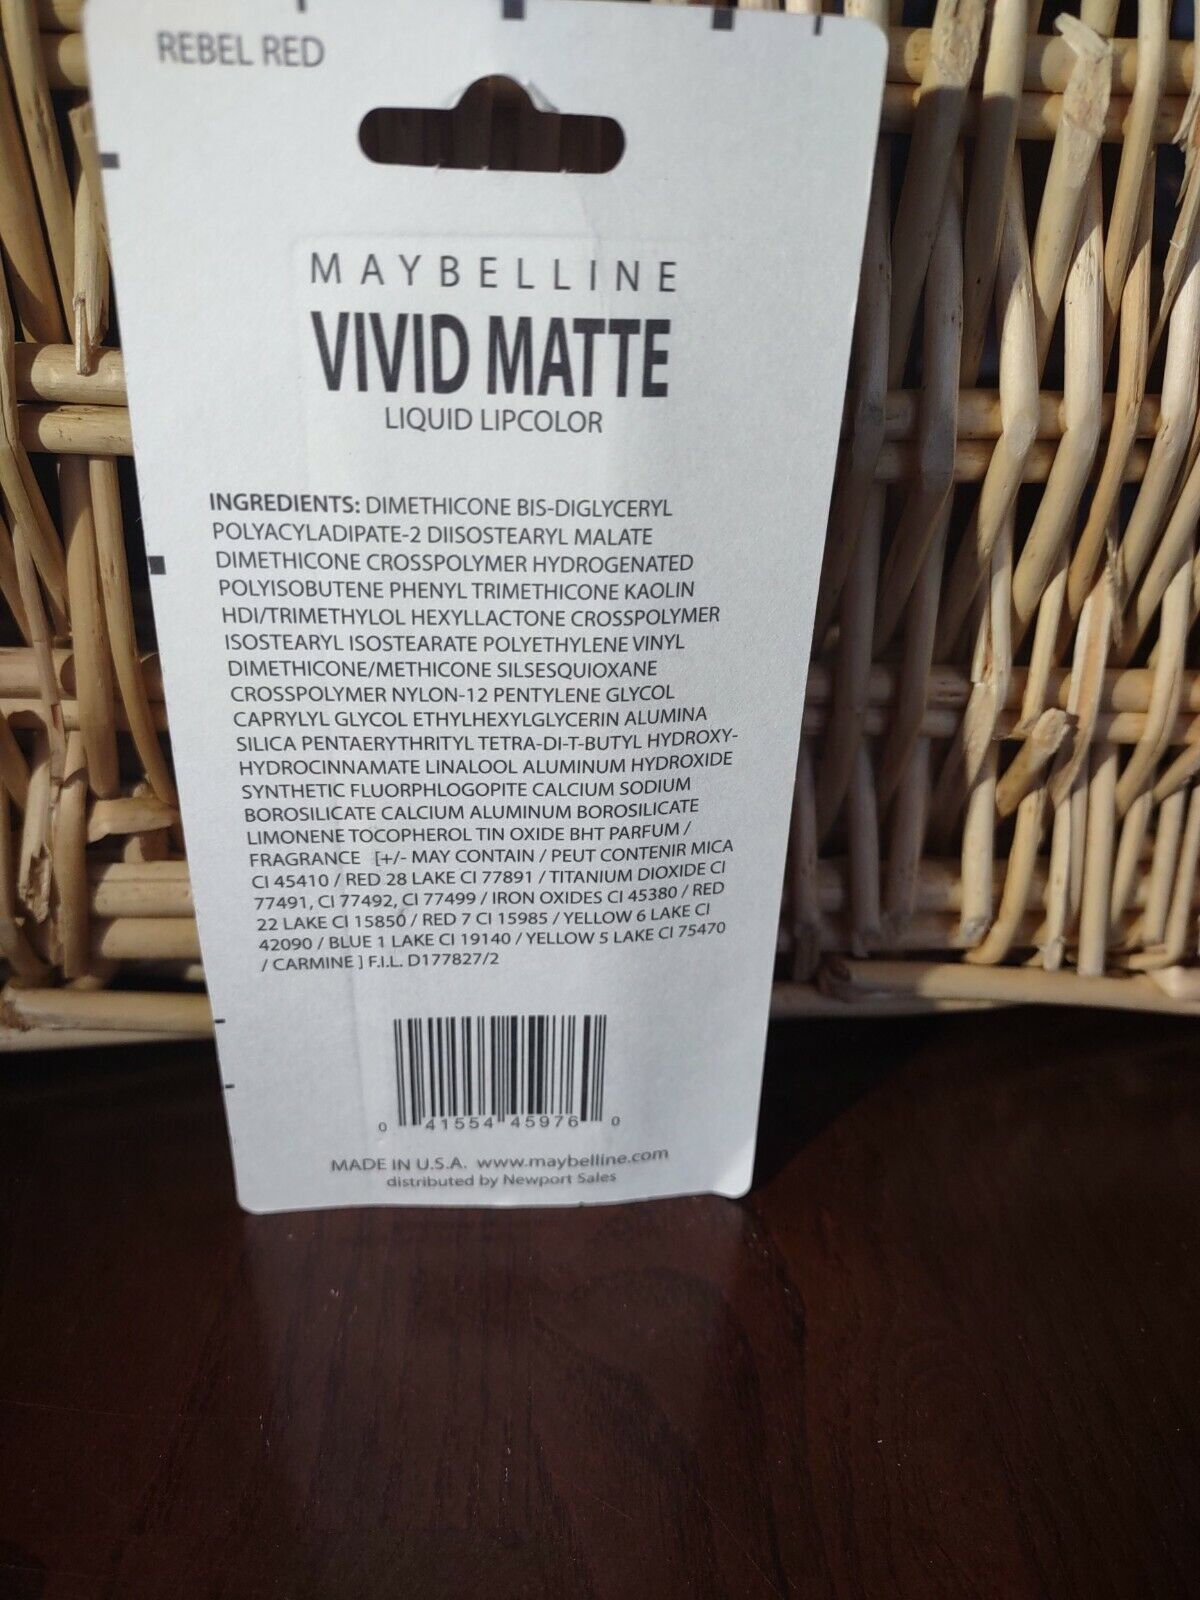 REBEL RED
MAYBELLINE
VIVID MATTE
LIQUID LIPCOLOR
INGREDIENTS: DIMETHICONE BIS-DIGLYCERYL
POLYACYLADIPATE-2 DIISOSTEARYL MALATE
DIMETHICONE CROSSPOLYMER HYDROGENATED
POLYISOBUTENE PHENYL TRIMETHICONE KAOLIN
HDI/TRIMETHYLOL HEXYLLACTONE CROSSPOLYMER
ISOSTEARYL ISOSTEARATE POLYETHYLENE VINYL
DIMETHICONE/METHICONE SILSESQUIOXANE
CROSSPOLYMER NYLON-12 PENTYLENE GLYCOL
CAPRYLYL GLYCOL ETHYLHEXYLGLYCERIN ALUMINA
SILICA PENTAERYTHRITYL TETRA-DI-T-BUTYL HYDROXY-
HYDROCINNAMATE LINALOOL ALUMINUM HYDROXIDE
SYNTHETIC FLUORPHLOGOPITE CALCIUM SODIUM
BOROSILICATE CALCIUM ALUMINUM BOROSILICATE
LIMONENE TOCOPHEROL TIN OXIDE BHT PARFUM /
FRAGRANCE [+/- MAY CONTAIN / PEUT CONTENIR MICA
CI 45410 / RED 28 LAKE CI 77891 / TITANIUM DIOXIDE CI
77491, CI 77492, CI 77499 / IRON OXIDES CI 45380 / RED
22 LAKE CI 15850 / RED 7 CI 15985 / YELLOW 6 LAKE CI
42090 / BLUE 1 LAKE CI 19140 / YELLOW 5 LAKE CI 75470
/ CARMINE ] F.I.L. D177827/2
0 41554 45976 0
MADE IN U.S.A. www.maybelline.com
distributed by Newport Sales